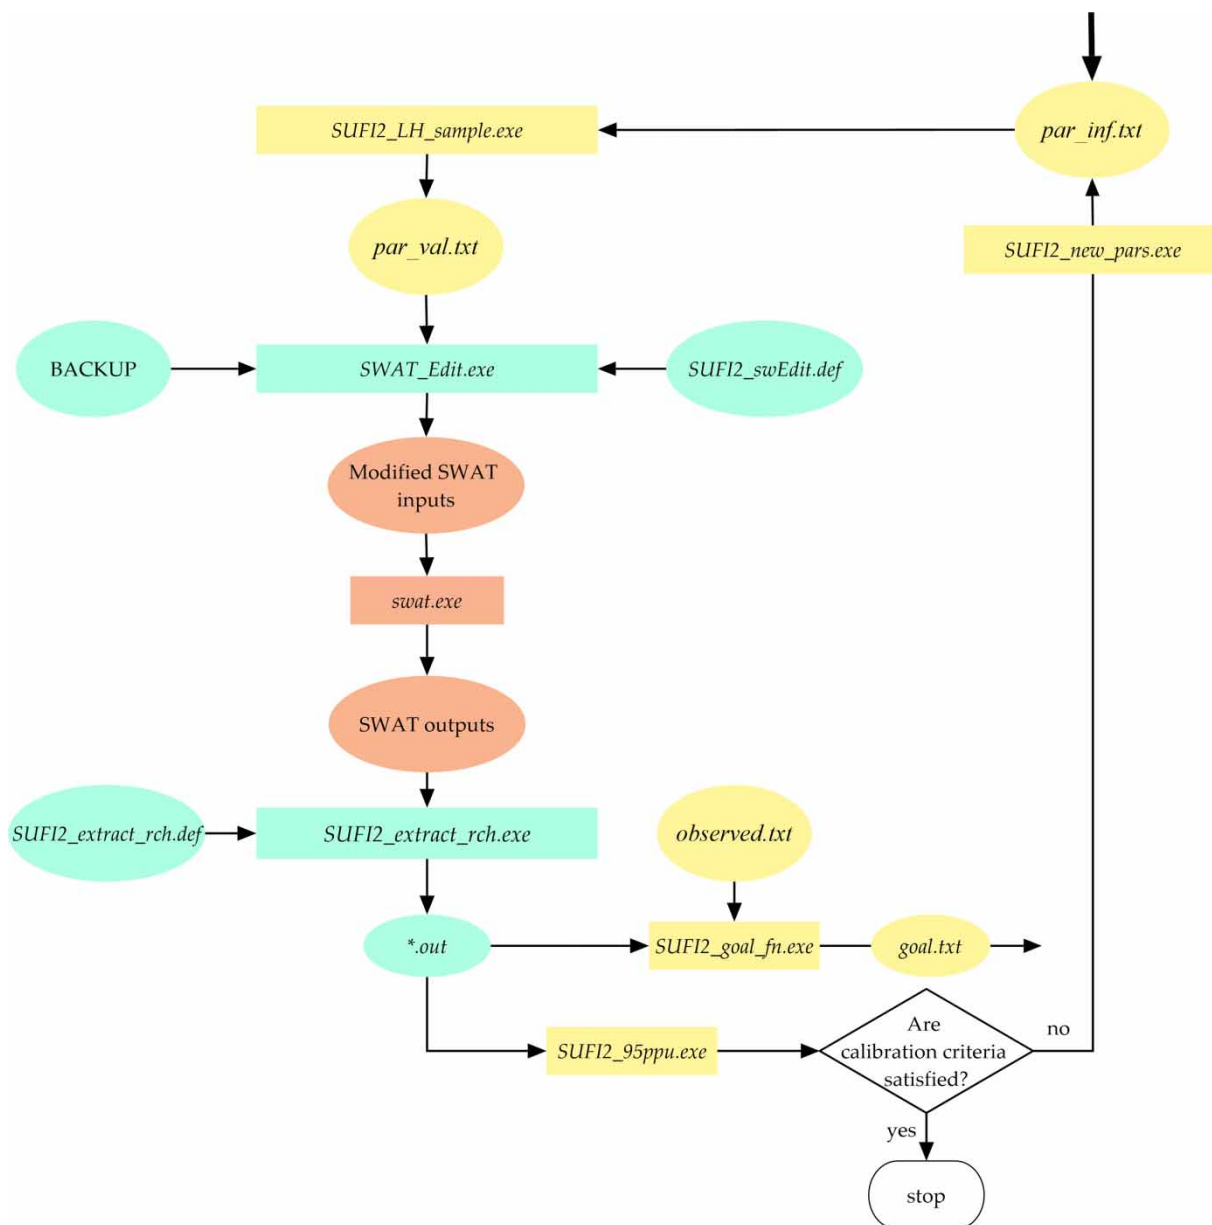 SUFI2_LH_sample.exe
par_inf.txt
par_val.txt
SUFI2_new_pars.exe
BACKUP
SWAT_Edit.exe
SUFI2_swEdit.def
Modified SWAT
inputs
swat.exe
SWAT outputs
SUFI2_extract_rch.def
SUFI2_extract_rch.exe
observed.txt
*.out
SUFI2_goal_fn.exe
goal.txt
SUFI2_95ppu.exe
Are
calibration criteria
satisfied?
no
yes
stop